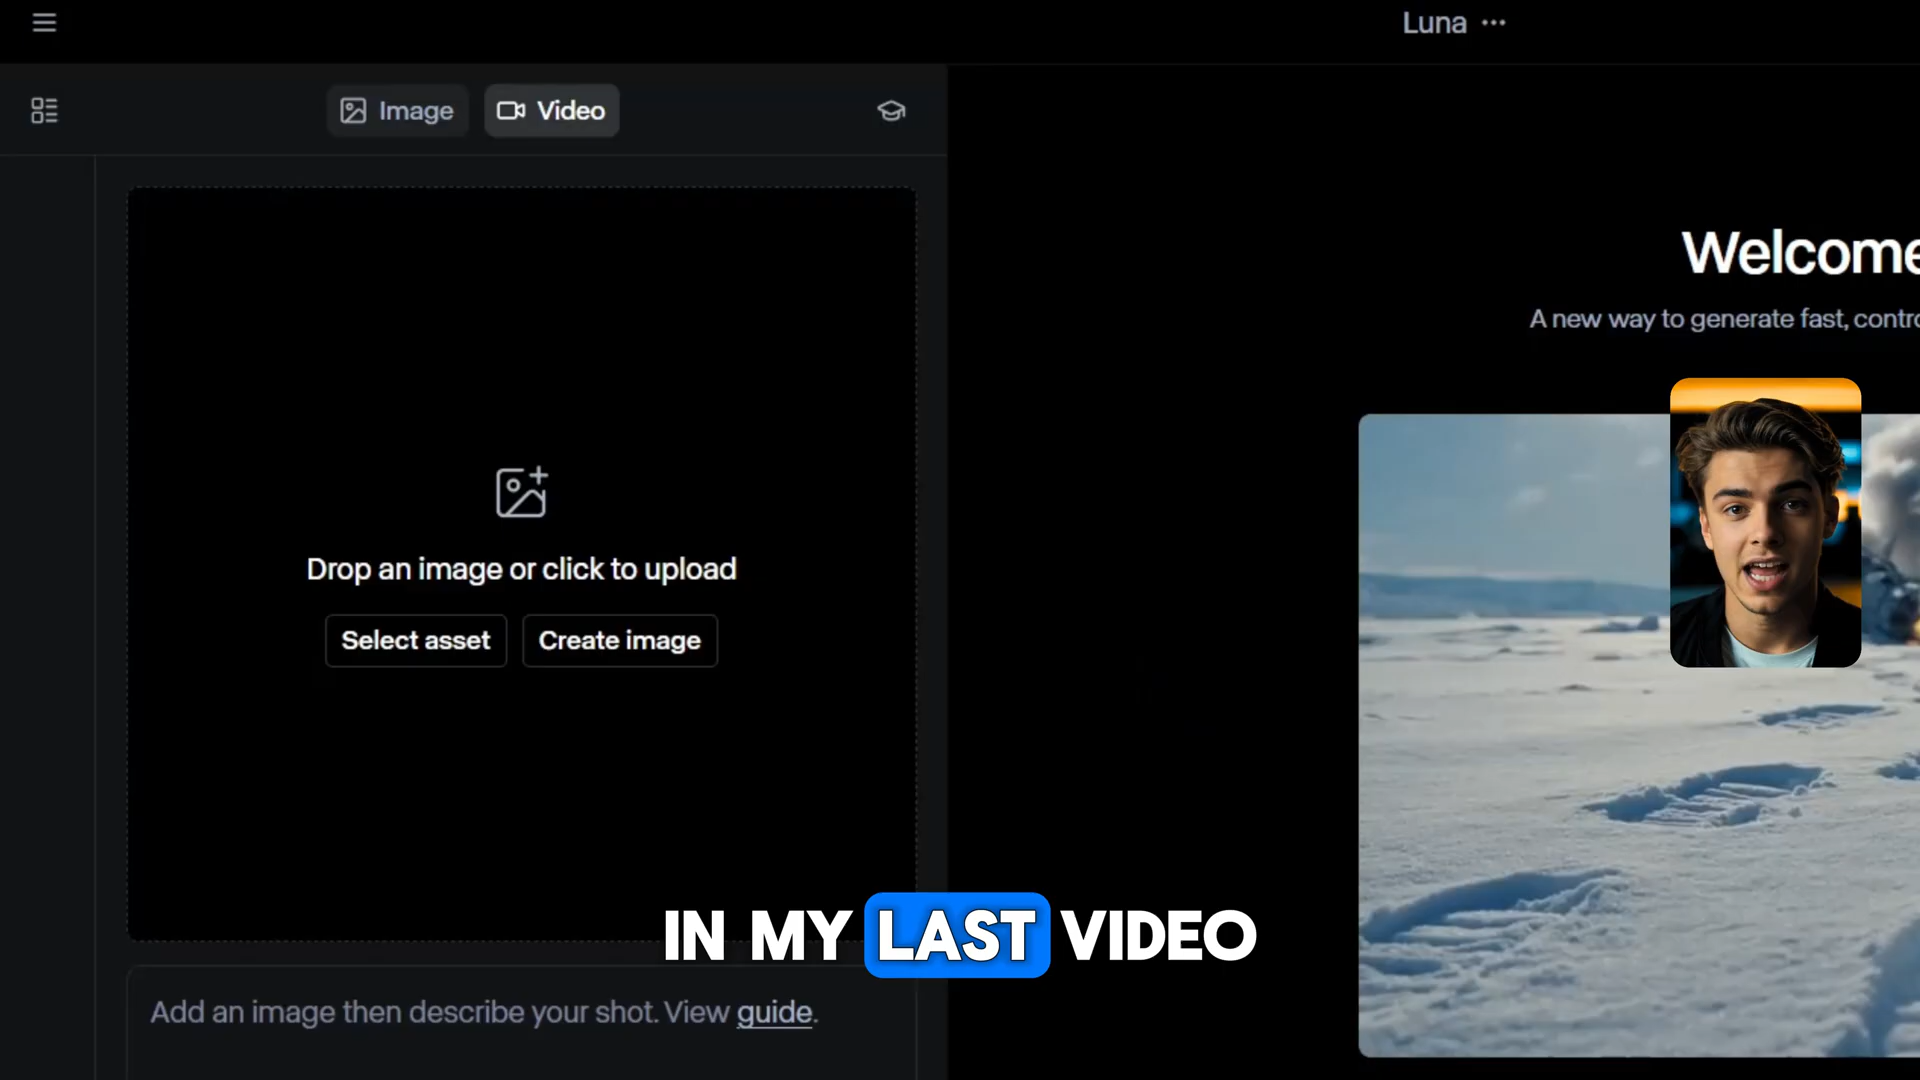 Luna ···
Image
Video
Welcome
A new way to generate fast, contro
Drop an image or click to upload
Select asset
Create image
IN MY LAST VIDEO
Add an image then describe your shot. View guide.